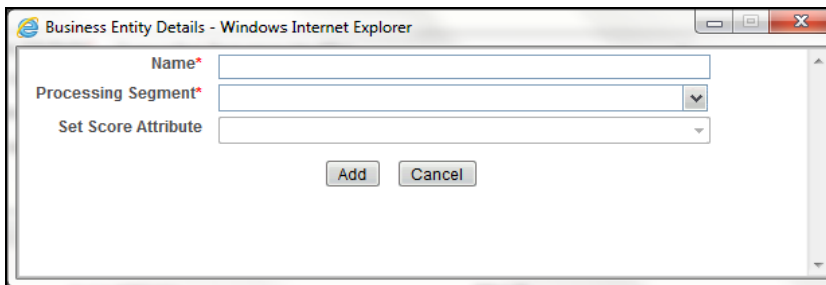 Business Entity Details - Windows Internet Explorer
Name*
Processing Segment*
Set Score Attribute
Add Cancel